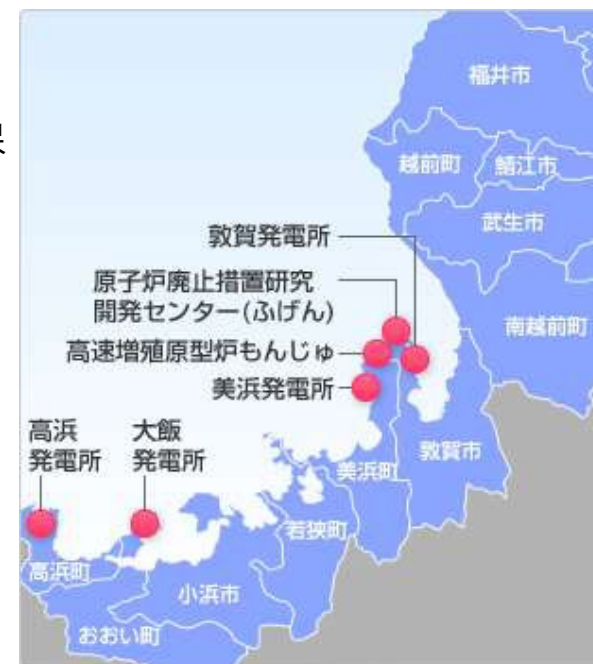 福井市
越前町
鯖江市
武生市
敦賀発電所
原子炉廃止措置研究
開発センター(ふげん)
南越前町
高速増殖原型炉もんじゅ
美浜発電所
高浜
発電所
大飯
発電所
美浜町
敦賀市
若狭町
高浜町
小浜市
おおい町